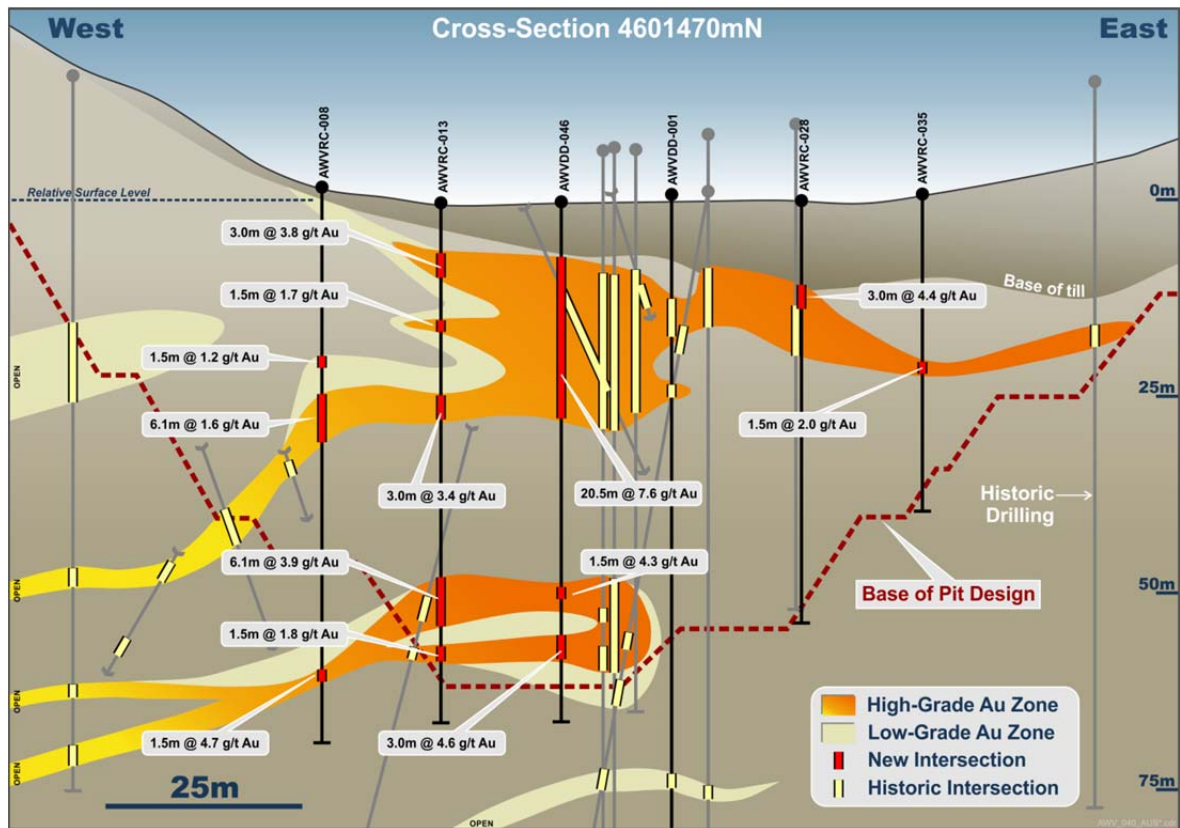 West
Cross-Section 4601470mN
East
AWVRC-008
AWVRC-013
AWVDD-046
AWVDD-001
AWVRC-028
AWVRC-035
Relative Surface Level
0m
3.0m @ 3.8 g/t Au
1.5m @ 1.7 g/t Au
1.5m @ 1.2 g/t Au
6.1m @ 1.6 g/t Au
3.0m @ 3.4 g/t Au
20.5m @ 7.6 g/t Au
3.0m @ 4.4 g/t Au
Base of till
1.5m @ 2.0 g/t Au
OPEN
25m
Historic
Drilling
6.1m @ 3.9 g/t Au
1.5m @ 4.3 g/t Au
50m
OPEN
Base of Pit Design
1.5m @ 1.8 g/t Au
OPEN
1.5m @ 4.7 g/t Au
3.0m @ 4.6 g/t Au
OPEN
High-Grade Au Zone
Low-Grade Au Zone
New Intersection
Historic Intersection
75m
25m
OPEN